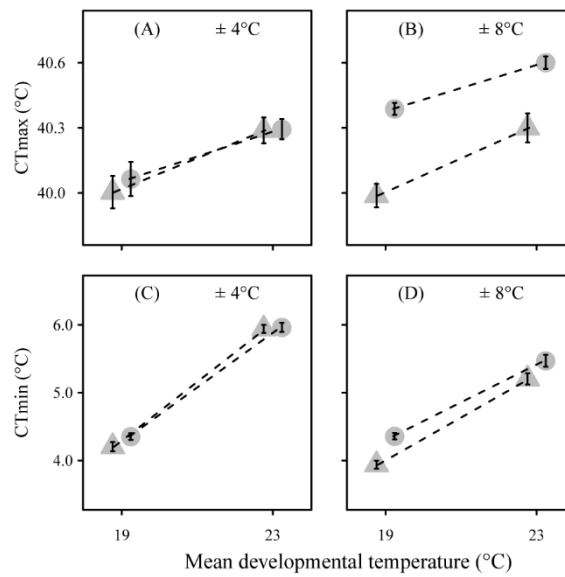 (A) ± 4°C
(B) ± 8°C
CTmax (°C)
40.6
40.3
40.0
(C) ± 4°C
(D) ± 8°C
CTmin (°C)
6.0
5.0
4.0
19
23
19
23
Mean developmental temperature (°C)